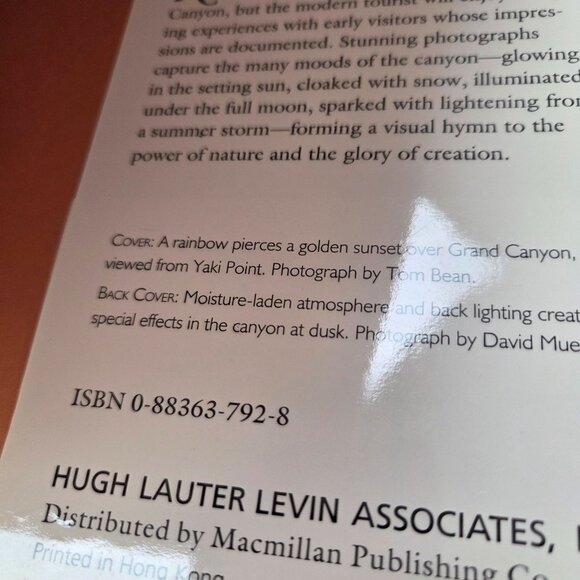 Canyon, but the modern tourist will enjoy
ing experiences with early visitors whose impres-
sions are documented. Stunning photographs
capture the many moods of the canyon—glowing
in the setting sun, cloaked with snow, illuminated
under the full moon, sparked with lightening from
a summer storm—forming a visual hymn to the
power of nature and the glory of creation.
COVER: A rainbow pierces a golden sunset over Grand Canyon,
viewed from Yaki Point. Photograph by Tom Bean.
BACK COVER: Moisture-laden atmosphere and back lighting creat
special effects in the canyon at dusk. Photograph by David Mue
ISBN 0-88363-792-8
HUGH LAUTER LEVIN ASSOCIATES,
Distributed by Macmillan Publishing Co
Printed in Hong Kong